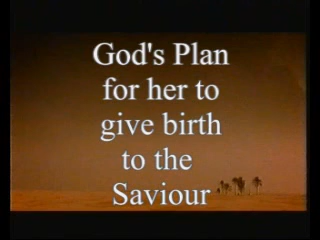 God's Plan
for her to
give birth
to the
Saviour